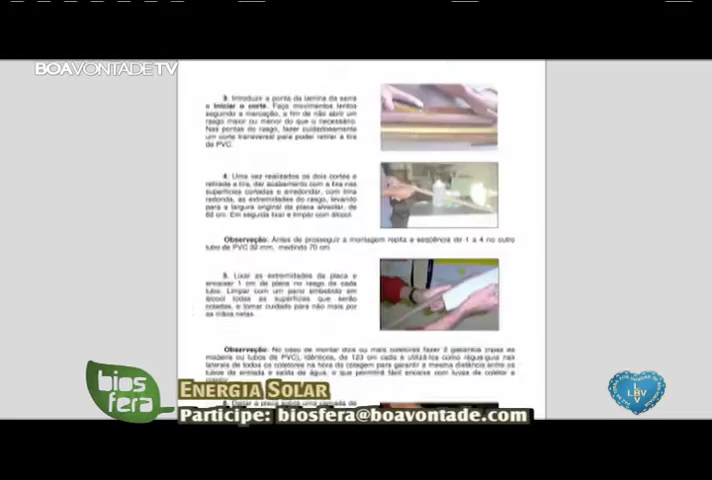 BOAVONTADE TV
3. Introduzir a ponta da lamina da serra
e iniciar o corte. Faça movimentos lentos
seguindo a marcação, a fim de não abrir um
rasgo maior ou menor do que o necessário.
Nas pontas do rasgo, fazer cuidadosamente
um corte transversal para poder retirar a tira
de PVC.
4. Uma vez realizados os dois cortes e
retirada a tira, dar acabamento com a lixa nas
superfícies cortadas e arredondar, com lima
redonda, as extremidades do rasgo, levando
para a largura original da placa alveolar, de
62 cm. Em seguida lixar e limpar com álcool.
Observação: Antes de prosseguir a montagem repita a seqüência de 1 a 4 no outro
tubo de PVC 32 mm, medindo 70 cm
5. Lixar as extremidades da placa e
encaixar 1 cm de placa no rasgo de cada
tubo. Limpar com um pano embebido em
álcool todas as superfícies que serão
coladas, e tomar cuidado para não mais por
as mãos nelas.
Observação: No caso de montar dois ou mais coletores fazer 2 gabaritos (ripas de
madeira ou tubos de PVC), idênticos, de 123 cm cada e utilizá-los como régua-guia nas
laterais de todos os coletores na hora da colagem para garantir a mesma distância entre os
tubos de entrada e saída de água, o que permitirá fácil encaixe com luvas de coletor a
bios
fera
ENERGIA SOLAR
Participe: biosfera@boavontade.com
LBV